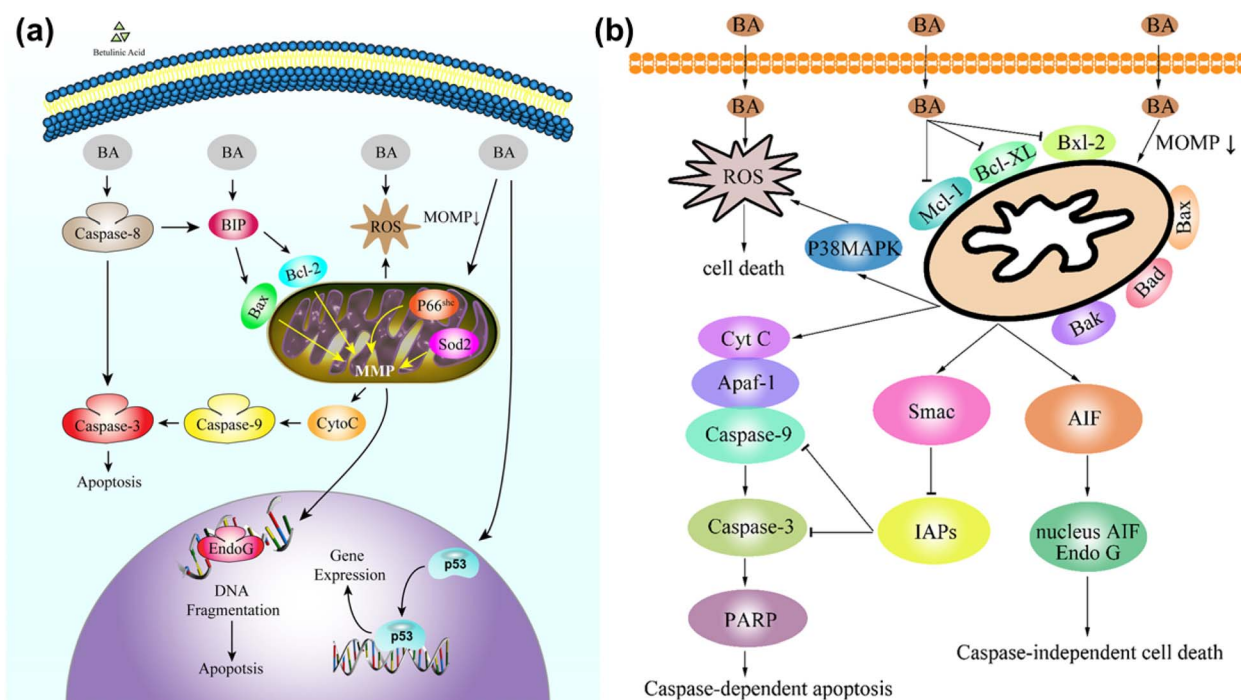 (a)
Betulinic Acid
BA
BA
BA
BA
Caspase-8
BIP
ROS
MOMP↓
Bcl-2
Bax
P66shc
Sod2
MMP
Caspase-3
Caspase-9
CytoC
Apoptosis
EndoG
DNA
Fragmentation
Apopotsis
Gene
Expression
p53
p53
(b)
BA
BA
BA
BA
BA
BA
ROS
Mcl-1
Bcl-XL
Bxl-2
MOMP ↓
Bax
Bad
Bak
P38MAPK
cell death
Cyt C
Apaf-1
Caspase-9
Smac
AIF
Caspase-3
IAPs
nucleus AIF
Endo G
PARP
Caspase-independent cell death
Caspase-dependent apoptosis